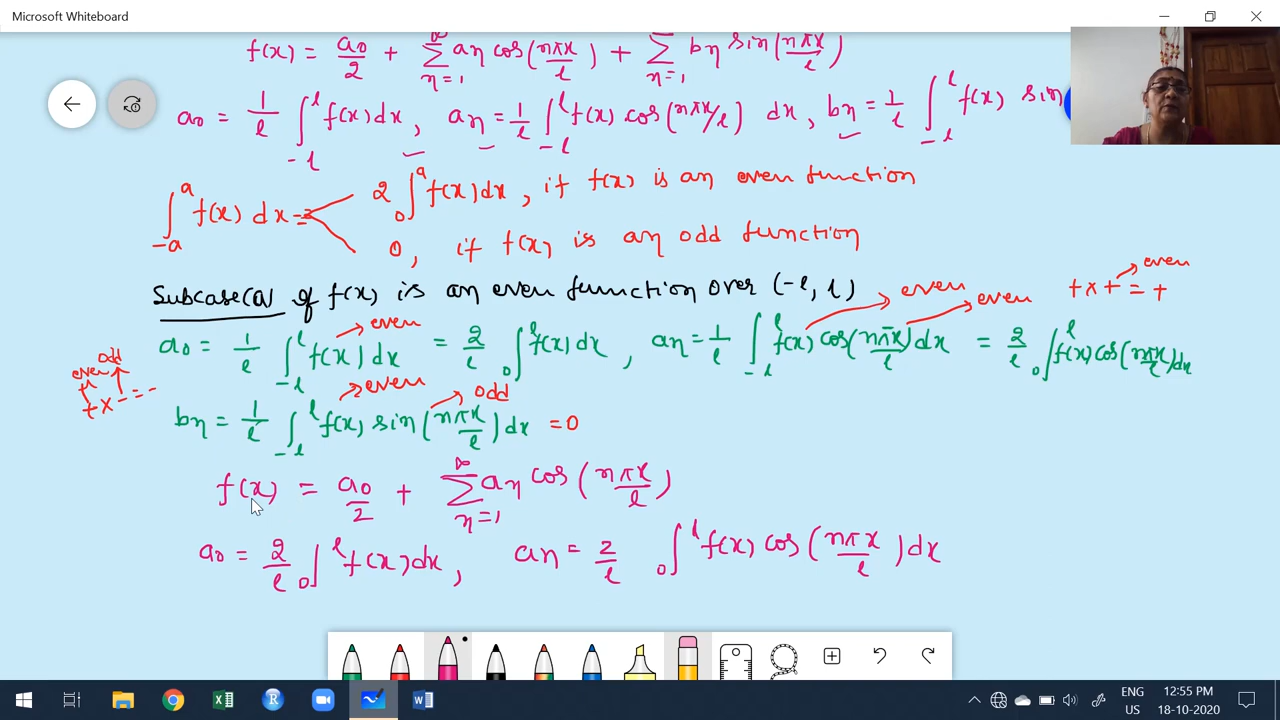 Microsoft Whiteboard
f(x) = a0/2 + ∞ Σ n=1 an cos(nπx/l) + Σ n=1 bn sin(nπx/l)
a0 = 1/l ∫ -l l f(x) dx, an = 1/l ∫ -l l f(x) cos(nπx/l) dx, bn = 1/l ∫ -l l f(x) sin
∫ -a a f(x) dx = 2 ∫ 0 a f(x) dx, if f(x) is an even function
0, if f(x) is an odd function
Subcase(a) if f(x) is an even function over (-l, l)
even even +x+ = + even
a0 = 1/l ∫ -l l f(x) dx = 2/l ∫ 0 l f(x) dx, an = 1/l ∫ -l l f(x) cos(nπx/l) dx = 2/l ∫ 0 l f(x) cos(nπx/l) dx
even
even odd
+x- = -
even odd
bn = 1/l ∫ -l l f(x) sin(nπx/l) dx = 0
f(x) = a0/2 + ∞ Σ n=1 an cos(nπx/l)
a0 = 2/l ∫ 0 l f(x) dx, an = 2/l ∫ 0 l f(x) cos(nπx/l) dx
ENG
US
12:55 PM
18-10-2020